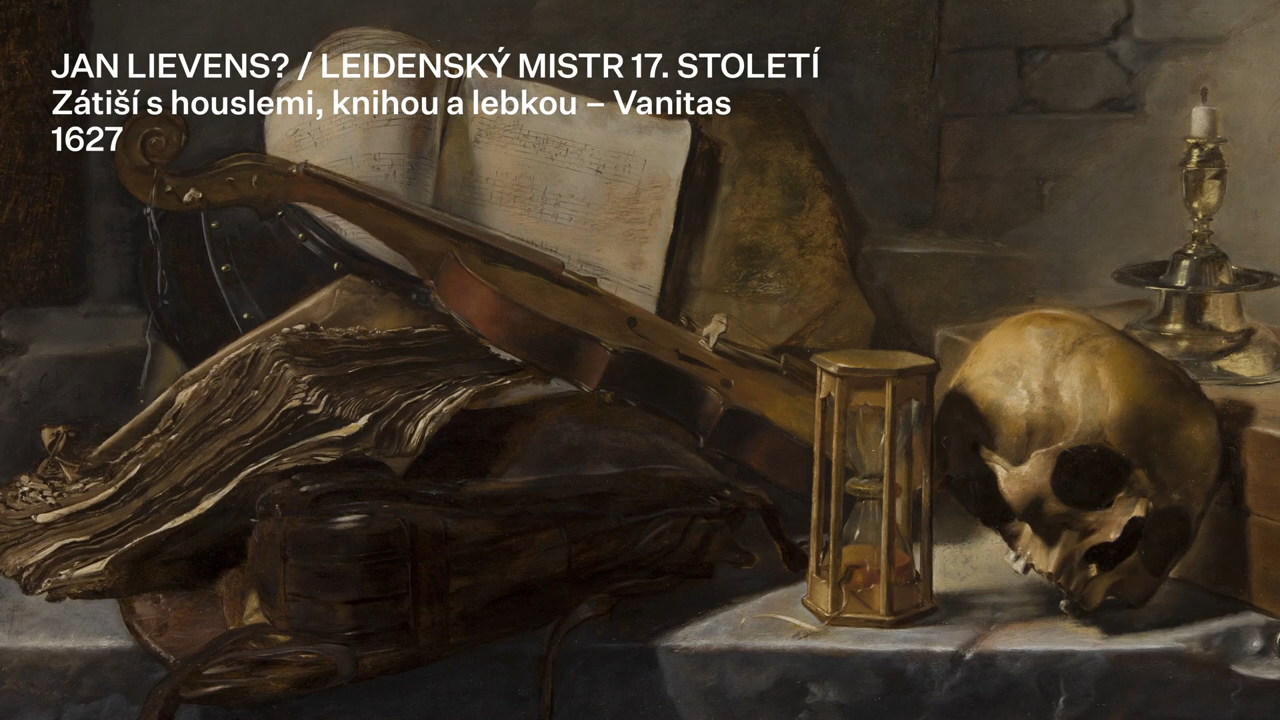 JAN LIEVENS? / LEIDENSKÝ MISTR 17. STOLETÍ
Zátiší s houslemi, knihou a lebkou – Vanitas
1627